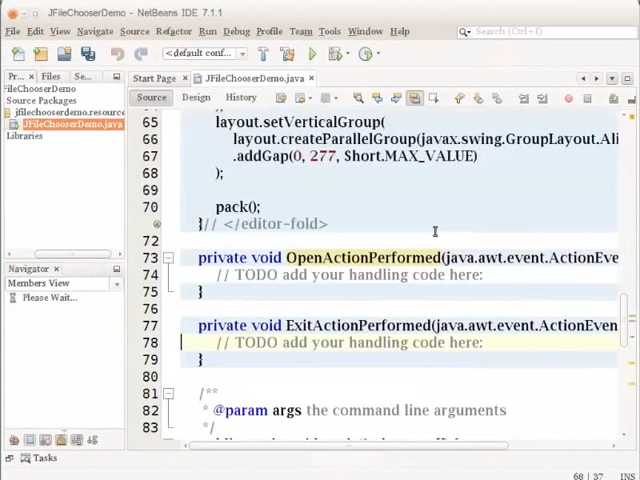 JFileChooserDemo - NetBeans IDE 7.1.1
File Edit View Navigate Source Refactor Run Debug Profile Team Tools Window Help
Search (Ctrl+I)
<default conf...
Pr... Files Se...
Start Page JFileChooserDemo.java
Source Design History
FileChooserDemo
Source Packages
jfilechooserdemo.resource
JFileChooserDemo.java
Libraries
Navigator
Members View
Please Wait...
65 layout.setVerticalGroup(
66 layout.createParallelGroup(javax.swing.GroupLayout.Ali
67 .addGap(0, 277, Short.MAX_VALUE)
68 );
69
70 pack();
}// </editor-fold>
72
73 private void OpenActionPerformed(java.awt.event.ActionEve
74 // TODO add your handling code here:
75 }
76
77 private void ExitActionPerformed(java.awt.event.ActionEven
78 // TODO add your handling code here:
79 }
80
81 /**
82 * @param args the command line arguments
83 */
Tasks
68 | 37 INS